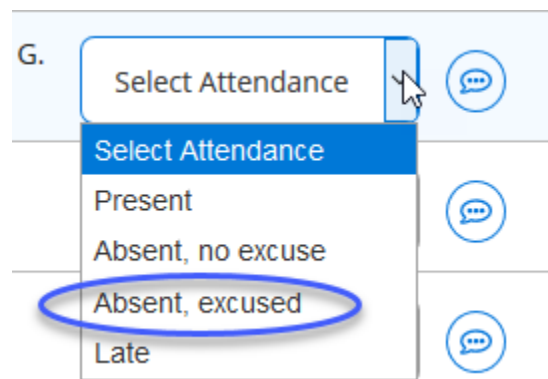 G.
Select Attendance
Select Attendance
Present
Absent, no excuse
Absent, excused
Late